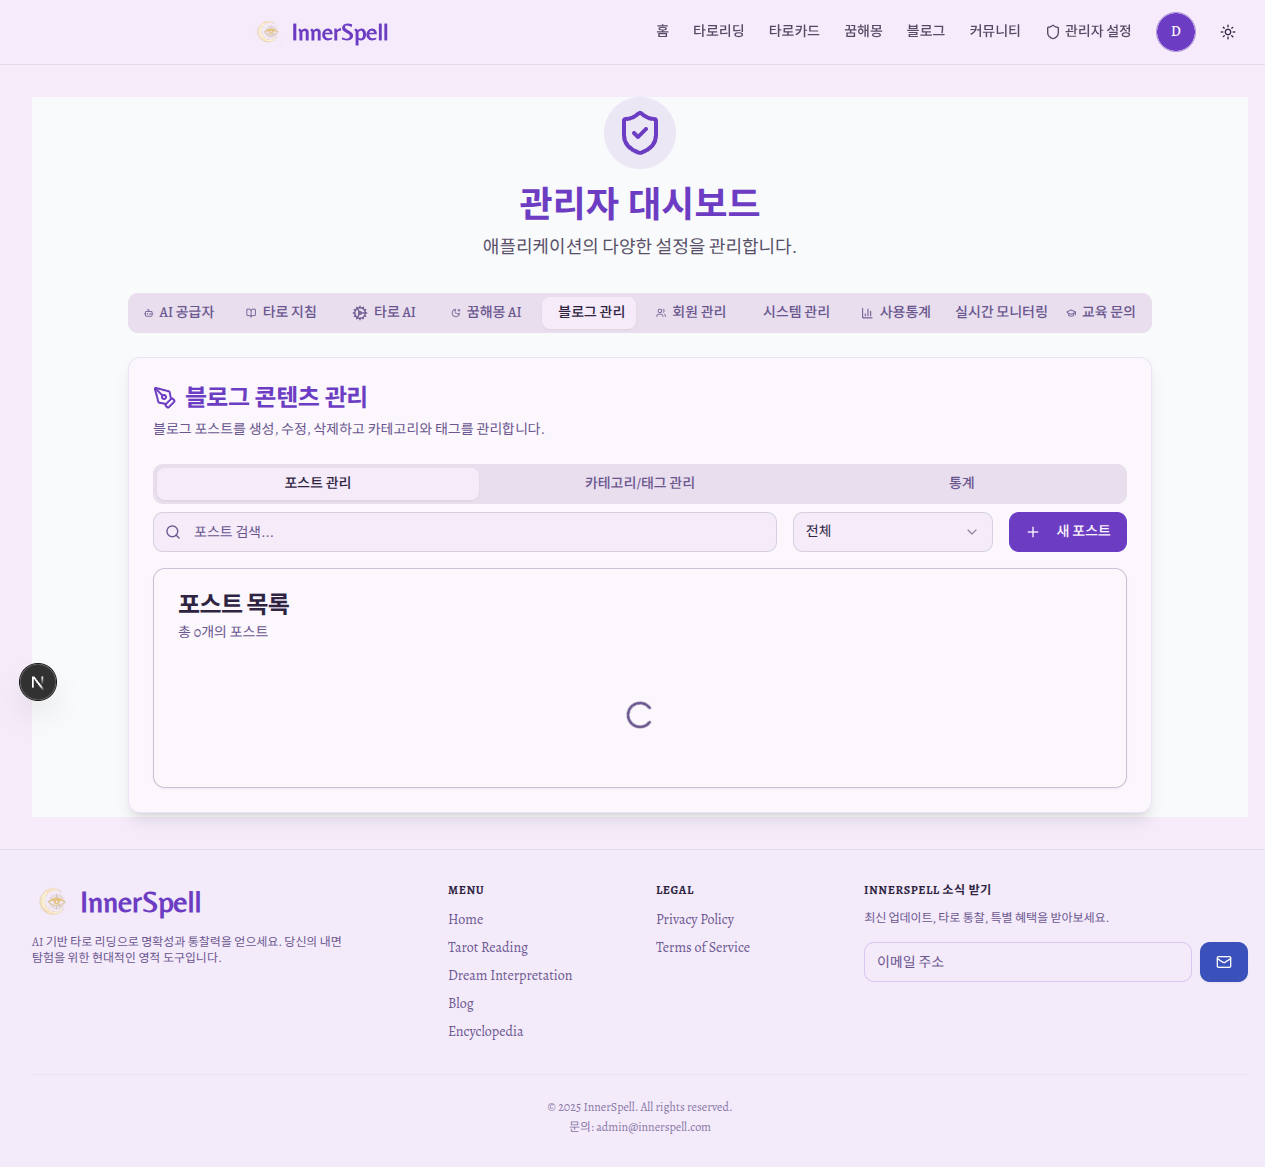 InnerSpell
홈 타로리딩 타로카드 꿈해몽 블로그 커뮤니티 관리자 설정 D
관리자 대시보드
애플리케이션의 다양한 설정을 관리합니다.
AI 공급자 타로 지침 타로 AI 꿈해몽 AI 블로그 관리 회원 관리 시스템 관리 사용통계 실시간 모니터링 교육 문의
블로그 콘텐츠 관리
블로그 포스트를 생성, 수정, 삭제하고 카테고리와 태그를 관리합니다.
포스트 관리 카테고리/태그 관리 통계
포스트 검색... 전체 새 포스트
포스트 목록
총 0개의 포스트
N
InnerSpell
AI 기반 타로 리딩으로 명확성과 통찰력을 얻으세요. 당신의 내면
탐험을 위한 현대적인 영적 도구입니다.
MENU
Home
Tarot Reading
Dream Interpretation
Blog
Encyclopedia
LEGAL
Privacy Policy
Terms of Service
INNERSPELL 소식 받기
최신 업데이트, 타로 통찰, 특별 혜택을 받아보세요.
이메일 주소
© 2025 InnerSpell. All rights reserved.
문의: admin@innerspell.com